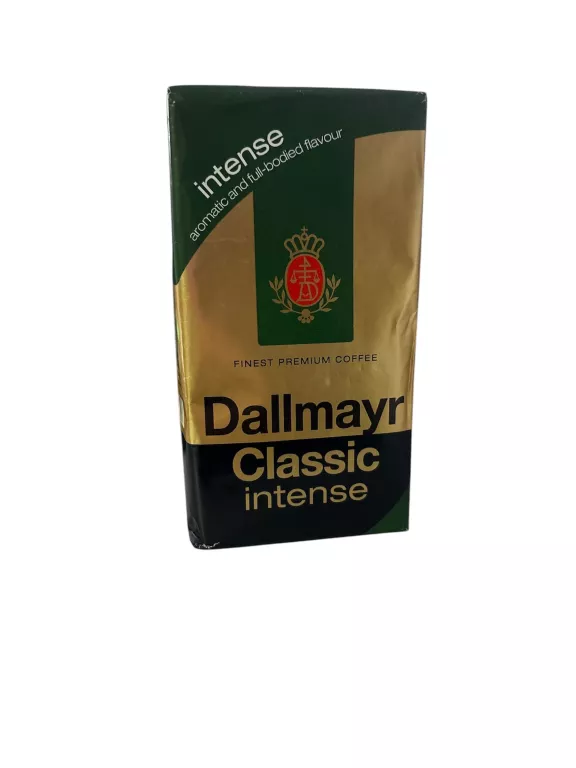 intense
aromatic and full-bodied flavour
FINEST PREMIUM COFFEE
Dallmayr
Classic
intense